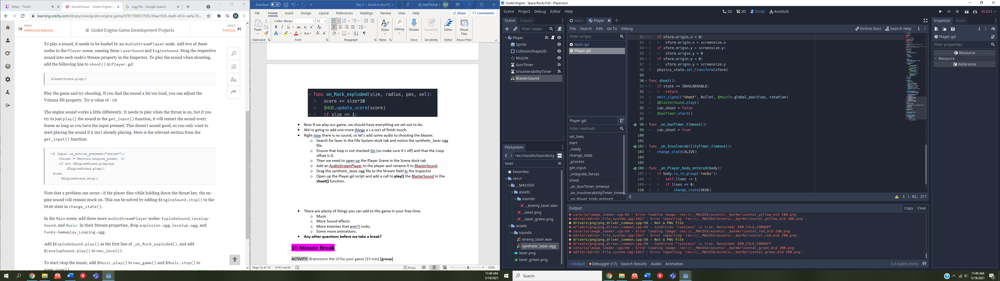 B0aty - Twitch
Sound/music - Godot Engine G
.ogg file - Google Search
learning.oreilly.com/library/view/godot-engine-game/9781788831505/38aa1926-dad6-453c-aefa-35...
PREV
Additional features
Godot Engine Game Development Projects
NEXT
Particles
To play a sound, it needs to be loaded by an AudioStreamPlayer node. Add two of these
nodes to the Player scene, naming them LaserSound and EngineSound. Drag the respective
sound into each node's Stream property in the Inspector. To play the sound when shooting,
add the following line to shoot() in Player.gd:
$LaserSound.play()
Play the game and try shooting. If you find the sound a bit too loud, you can adjust the
Volume Db property. Try a value of -10.
The engine sound works a little differently. It needs to play when the thrust is on, but if you
try to just play() the sound in the get_input() function, it will restart the sound every
frame as long as you have the input pressed. This doesn't sound good, so you only want to
start playing the sound if it isn't already playing. Here is the relevant section from the
get_input() function:
if Input.is_action_pressed("thrust"):
thrust = Vector2(engine_power, 0)
if not $EngineSound.playing:
$EngineSound.play()
else:
$EngineSound.stop()
Note that a problem can occur—if the player dies while holding down the thrust key, the en-
gine sound will remain stuck on. This can be solved by adding $EngineSound.stop() to the
DEAD state in change_state().
In the Main scene, add three more AudioStreamPlayer nodes: ExplodeSound, Levelup-
Sound, and Music. In their Stream properties, drop explosion.ogg, levelup.ogg, and
Funky-Gameplay_Looping.ogg.
Add $ExplodeSound.play() as the first line of _on_Rock_exploded(), and add
$LevelupSound.play() to new_level().
To start/stop the music, add $Music.play() to new_game() and $Music.stop() to
game_over().
AutoSave Off
Day 5 - Saved to this PC
RE, MATTHEW J RM
File Home Insert Design Layout References Mailings Review View Help Share Comments
Calibri (Body) 12
Paste Styles Editing Dictate Sensitivity Editor Reuse Files
Clipboard Font Paragraph Styles Voice Sensitivity Editor Reuse Files
func on_Rock_exploded(size, radius, pos, vel):
score += size*10
$HUD.update_score(score)
if size <= 1:
• Now if we play our game, we should have everything we set out to do.
• We're going to add one more things a s a sort of finish touch.
• Right now there is no sound, so let's add some audio to shooting the blaster.
o Search for laser in the File System dock tab and notice the synthetic_laser.ogg
file.
o Ensure that loop is not checked On (so make sure it's off) and that the Loop
offset is 0.
o Then we need to open up the Player Scene in the Scene dock tab
o Add an AudioStreamPlayer to the player and rename it to BlasterSound.
o Drag the synthetic_laser.ogg file to the Stream field In the inspector
o Open up the Player.gd script and add a call to play() the BlasterSound in the
shoot() function.
• There are plenty of things you can add to this game in your free time.
o Music
o More Sound effects
o More enemies that aren't rocks.
o Some more animations.
• Any other questions before we take a break?
10 Minute Break
ACTIVITY: Brainstorm the UI for your game (15 min) [group]
Page 16 of 19 4143 words Focus 100%
11:49 AM
5/19/2021
Godot Engine - Space Rocks Full - Player.tscn
Scene Project Debug Editor Help
2D 3D Script AssetLib
GLES3
Scene Import
Filter nodes
Player
Sprite
CollisionShape2D
Muzzle
GunTimer
InvulnerabilityTimer
BlasterSound
FileSystem
res://assets/sounds/sy
laser
Favorites:
res://
__MACOSX
assets
sounds
._enemy_laser.wav
._laser.png
._laser_green.png
assets
sounds
enemy_laser.wav
synthetic_laser.ogg
laser.png
laser_green.png
Main Player
File Search Edit Go To Debug
Online Docs Search Help
Filter scripts
Main.gd
Player.gd
Player.gd
Filter methods
set_lives
start
_ready
change_state
_process
get_input
_integrate_forces
shoot
_on_GunTimer_timeout
_on_InvulnerabilityTimer_timeou
_on_Player_body_entered
82 if xform.origin.x < 0:
83 xform.origin.x = screensize.x
84 if xform.origin.y > screensize.y:
85 xform.origin.y = 0
86 if xform.origin.y < 0:
87 xform.origin.y = screensize.y
88 physics_state.set_transform(xform)
89
90 func shoot():
91 if state == INVULNERABLE:
92 return
93 emit_signal("shoot", Bullet, $Muzzle.global_position, rotation)
94 $BlasterSound.play()
95 can_shoot = false
96 $GunTimer.start()
97
98 func _on_GunTimer_timeout():
99 can_shoot = true
100
101
102 func _on_InvulnerabilityTimer_timeout():
103 change_state(ALIVE)
104
105
106 func _on_Player_body_entered(body):
107 if body.is_in_group('rocks'):
108 self.lives -= 1
109 if lives <= 0:
110 change_state(DEAD)
1 ( 82, 27)
Output: Copy Clear
core/io/image_loader.cpp:69 - Error loading image: res://__MACOSX/assets/._barHorizontal_yellow_mid 200.png
editor/editor_file_system.cpp:1817 - Error importing 'res://__MACOSX/assets/._barHorizontal_yellow_mid 200.png'.
drivers/png/png_driver_common.cpp:56 - Not a PNG file
drivers/png/png_driver_common.cpp:69 - Condition "!success" is true. Returned: ERR_FILE_CORRUPT
core/io/image_loader.cpp:69 - Error loading image: res://__MACOSX/assets/._barHorizontal_red_mid 200.png
editor/editor_file_system.cpp:1817 - Error importing 'res://__MACOSX/assets/._barHorizontal_red_mid 200.png'.
drivers/png/png_driver_common.cpp:56 - Not a PNG file
drivers/png/png_driver_common.cpp:69 - Condition "!success" is true. Returned: ERR_FILE_CORRUPT
core/io/image_loader.cpp:69 - Error loading image: res://__MACOSX/assets/._barHorizontal_green_mid 200.png
editor/editor_file_system.cpp:1817 - Error importing 'res://__MACOSX/assets/._barHorizontal_green_mid 200.png'.
Output Debugger (17) Search Results Audio Animation
3.3.stable.mono
Inspector Node
Player.gd
Filter properties
Resource
Resource
Reference
Search
11:49 AM
5/19/2021